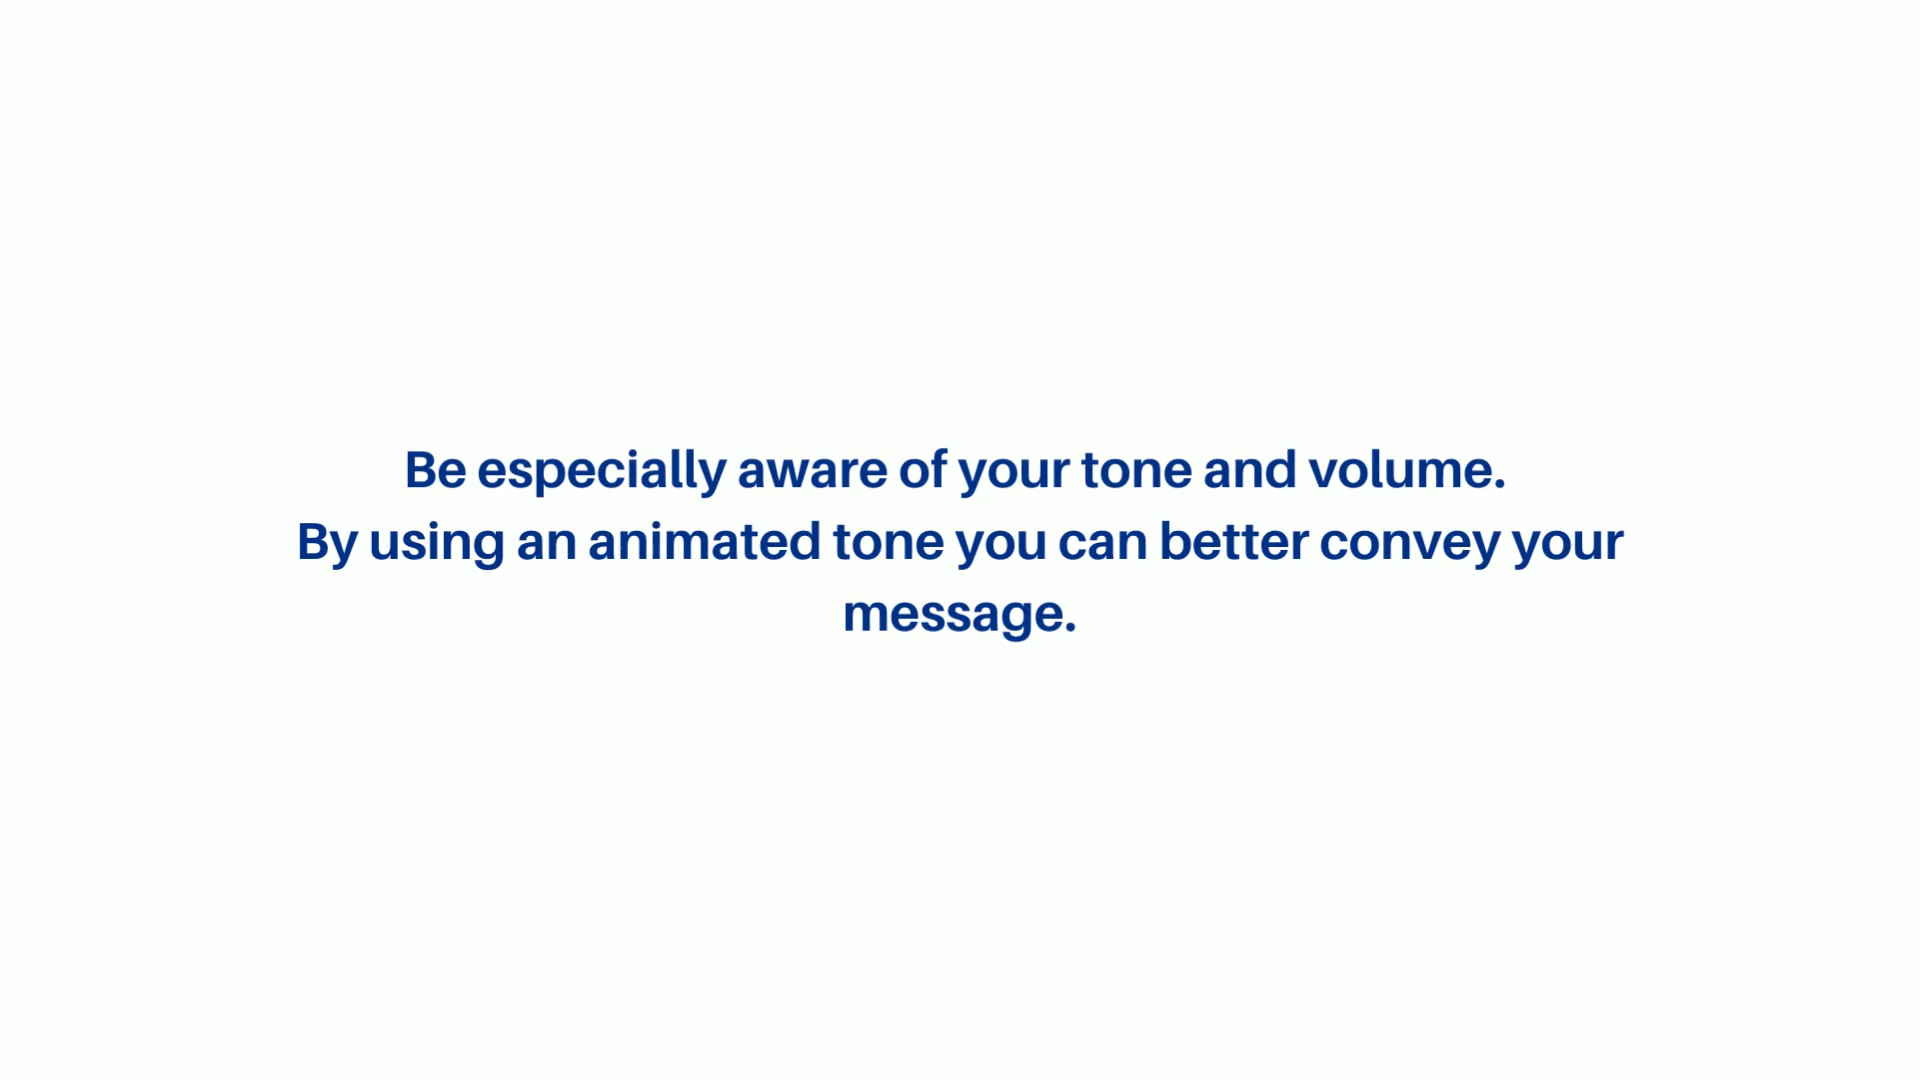 Be especially aware of your tone and volume.
By using an animated tone you can better convey your
message.